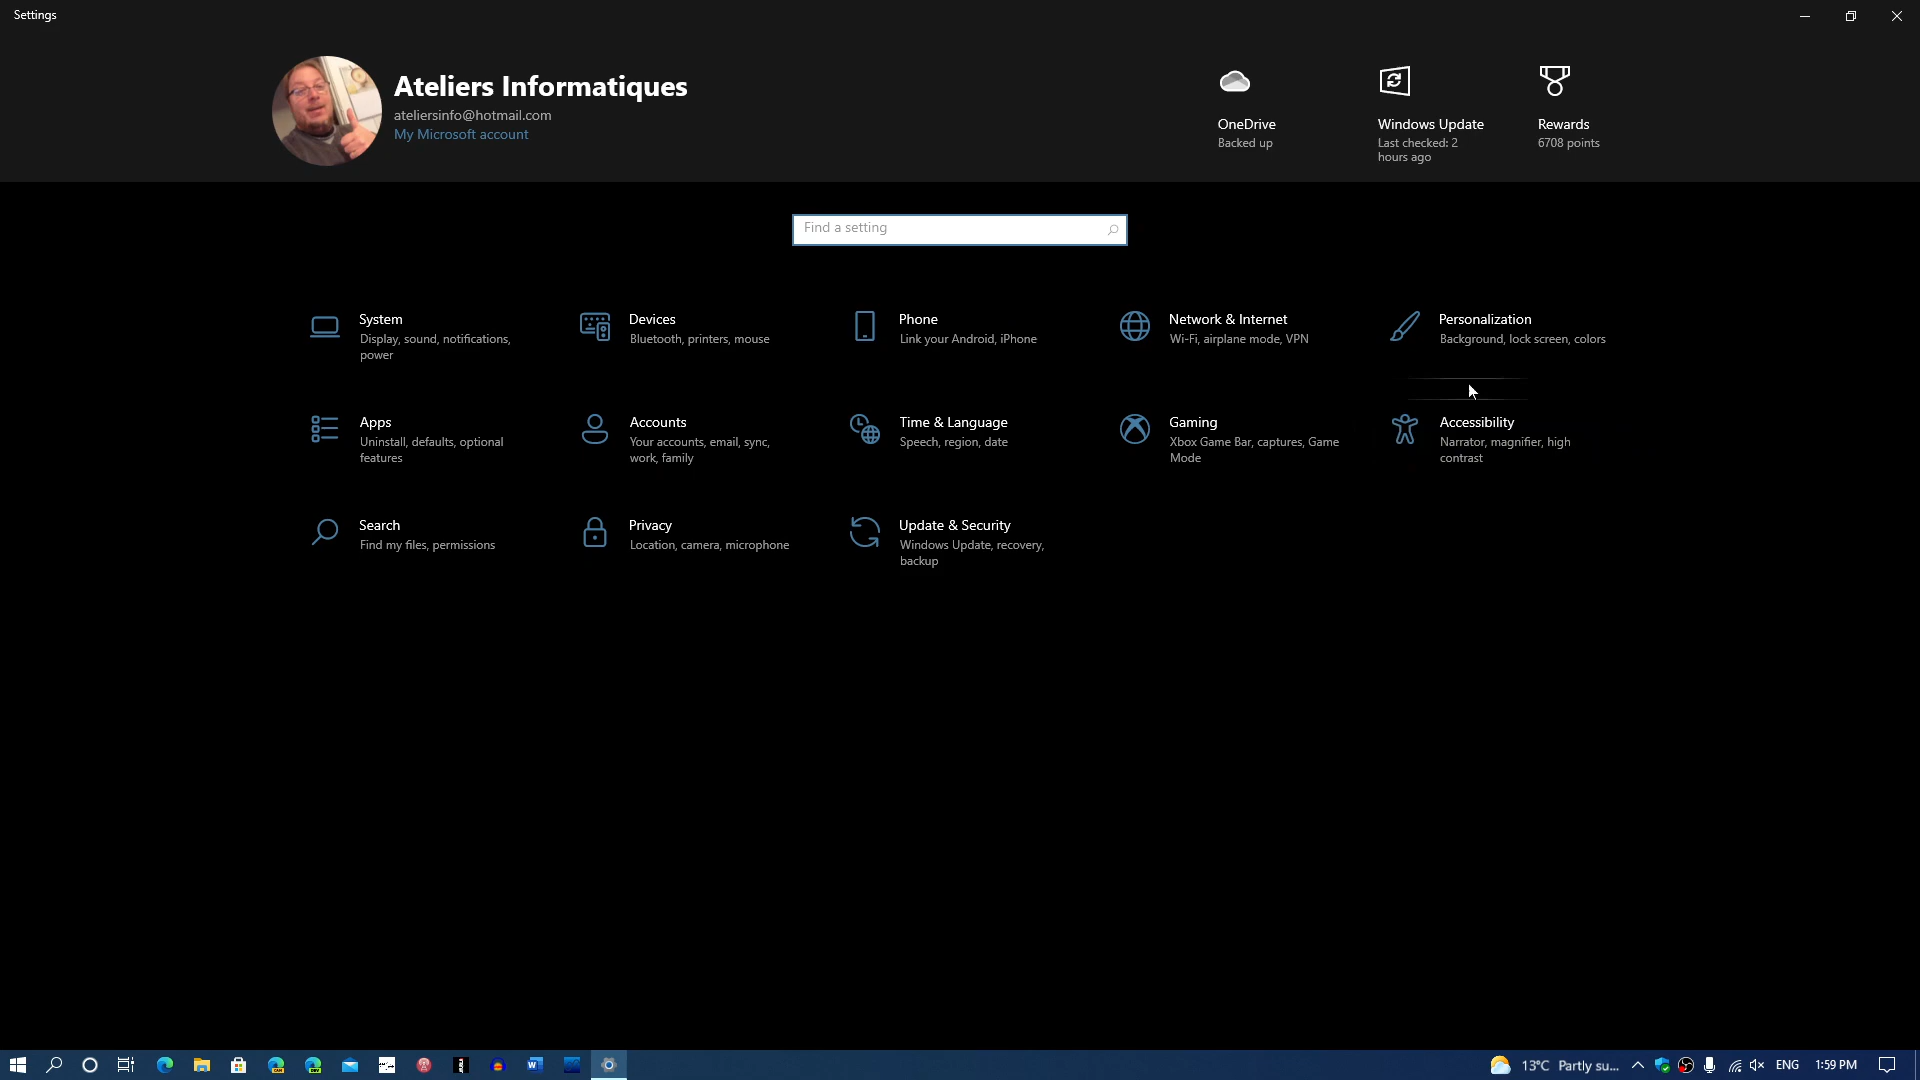 Settings
Ateliers Informatiques
ateliersinfo@hotmail.com
My Microsoft account
OneDrive
Backed up
Windows Update
Last checked: 2
hours ago
Rewards
6708 points
Find a setting
System
Display, sound, notifications,
power
Devices
Bluetooth, printers, mouse
Phone
Link your Android, iPhone
Network & Internet
Wi-Fi, airplane mode, VPN
Personalization
Background, lock screen, colors
Apps
Uninstall, defaults, optional
features
Accounts
Your accounts, email, sync,
work, family
Time & Language
Speech, region, date
Gaming
Xbox Game Bar, captures, Game
Mode
Accessibility
Narrator, magnifier, high
contrast
Search
Find my files, permissions
Privacy
Location, camera, microphone
Update & Security
Windows Update, recovery,
backup
13°C Partly su... ENG 1:59 PM